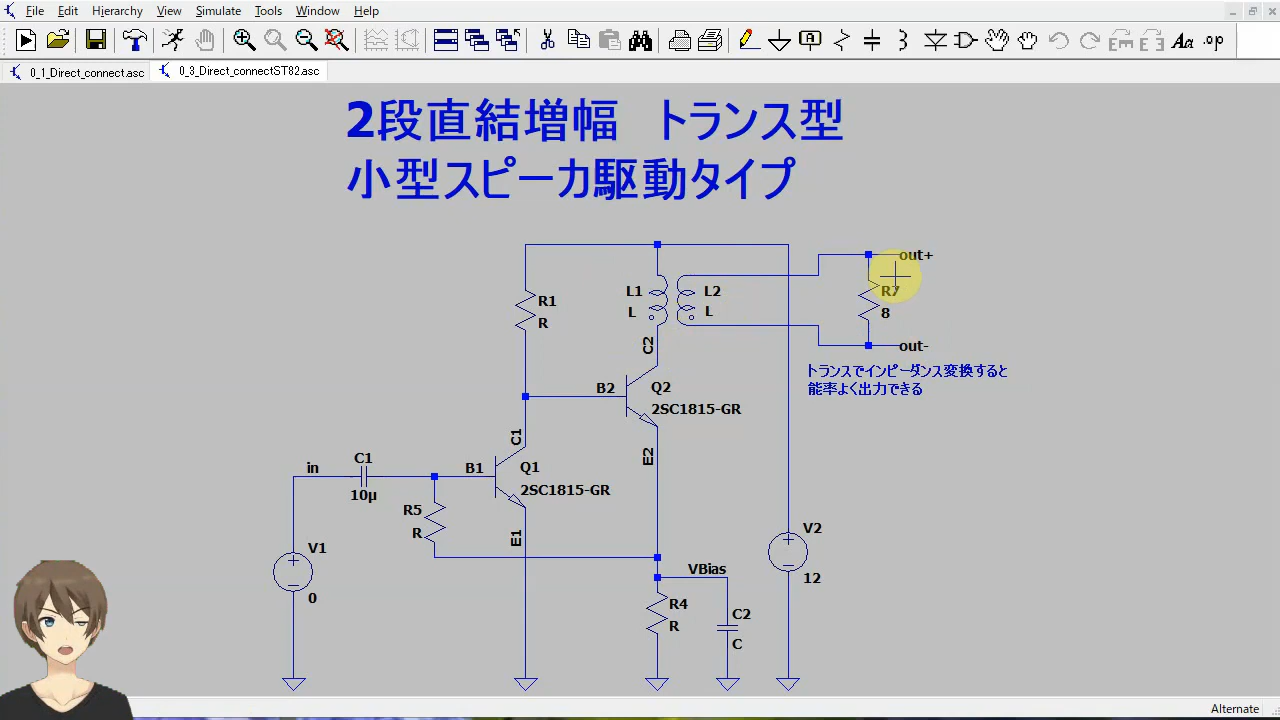 File Edit Hierarchy View Simulate Tools Window Help
0_1_Direct_connect.asc 0_3_Direct_connectST82.asc
2段直結増幅　トランス型
小型スピーカ駆動タイプ
out+
R7
8
out-
トランスでインピーダンス変換すると
能率よく出力できる
R1
R
L1
L
L2
L
C2
B2
Q2
2SC1815-GR
C1
in
C1
10µ
B1
Q1
2SC1815-GR
E2
R5
R
E1
V1
0
V2
12
VBias
R4
R
C2
C
Alternate